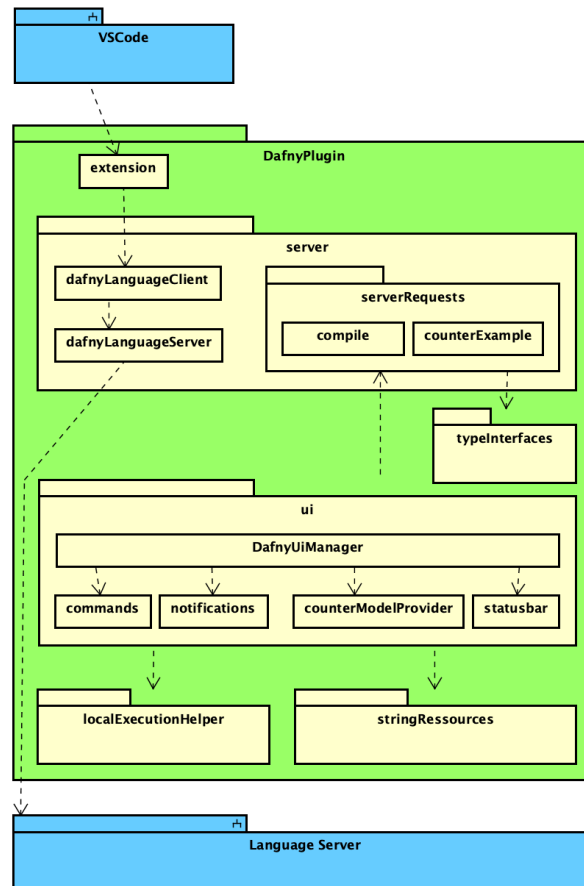 VSCode
DafnyPlugin
extension
server
dafnyLanguageClient
serverRequests
dafnyLanguageServer
compile
counterExample
typeInterfaces
ui
DafnyUiManager
commands
notifications
counterModelProvider
statusbar
localExecutionHelper
stringRessources
Language Server